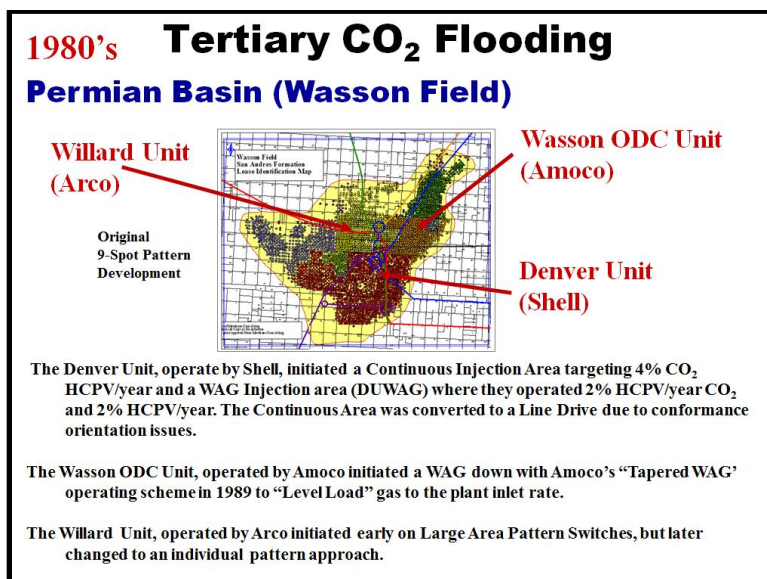 1980's
Tertiary CO₂ Flooding
Permian Basin (Wasson Field)
Willard Unit
(Arco)
Wasson Field
San Andres Formation
Lease Identification Map
Wasson ODC Unit
(Amoco)
Original
9-Spot Pattern
Development
Denver Unit
(Shell)
The Denver Unit, operate by Shell, initiated a Continuous Injection Area targeting 4% CO₂
HCPV/year and a WAG Injection area (DUWAG) where they operated 2% HCPV/year CO₂
and 2% HCPV/year. The Continuous Area was converted to a Line Drive due to conformance
orientation issues.
The Wasson ODC Unit, operated by Amoco initiated a WAG down with Amoco's “Tapered WAG'
operating scheme in 1989 to “Level Load” gas to the plant inlet rate.
The Willard Unit, operated by Arco initiated early on Large Area Pattern Switches, but later
changed to an individual pattern approach.